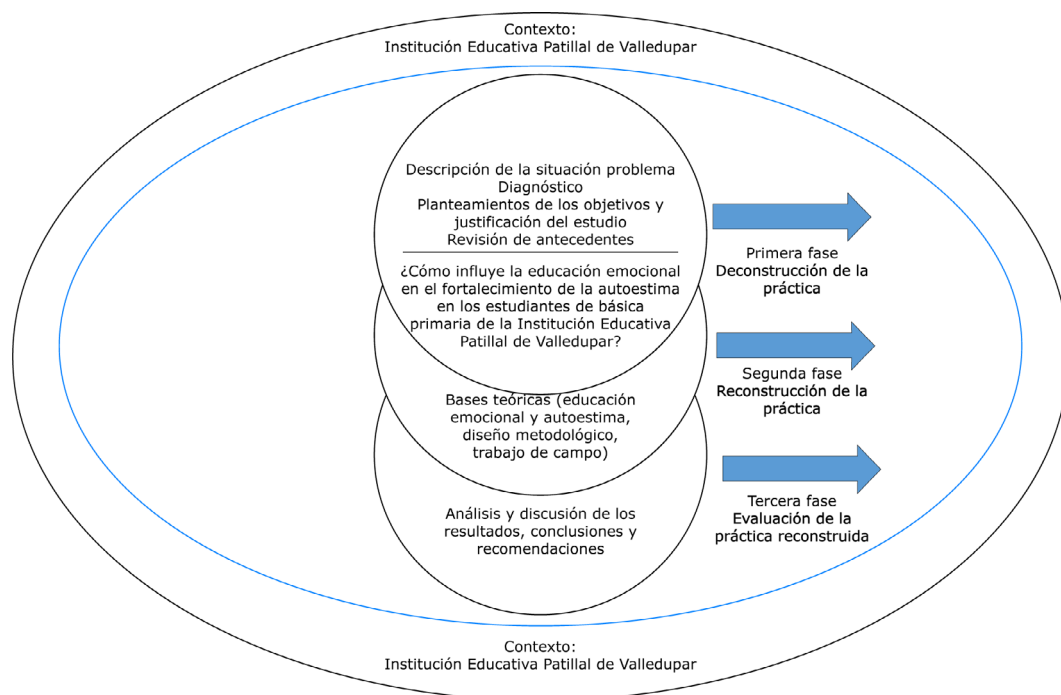 Contexto:
Institución Educativa Patillal de Valledupar
Descripción de la situación problema
Diagnóstico
Planteamientos de los objetivos y
justificación del estudio
Revisión de antecedentes
¿Cómo influye la educación emocional
en el fortalecimiento de la autoestima
en los estudiantes de básica
primaria de la Institución Educativa
Patillal de Valledupar?
Primera fase
Deconstrucción de la
práctica
Bases teóricas (educación
emocional y autoestima,
diseño metodológico,
trabajo de campo)
Segunda fase
Reconstrucción de la
práctica
Análisis y discusión de los
resultados, conclusiones y
recomendaciones
Tercera fase
Evaluación de la
práctica reconstruida
Contexto:
Institución Educativa Patillal de Valledupar